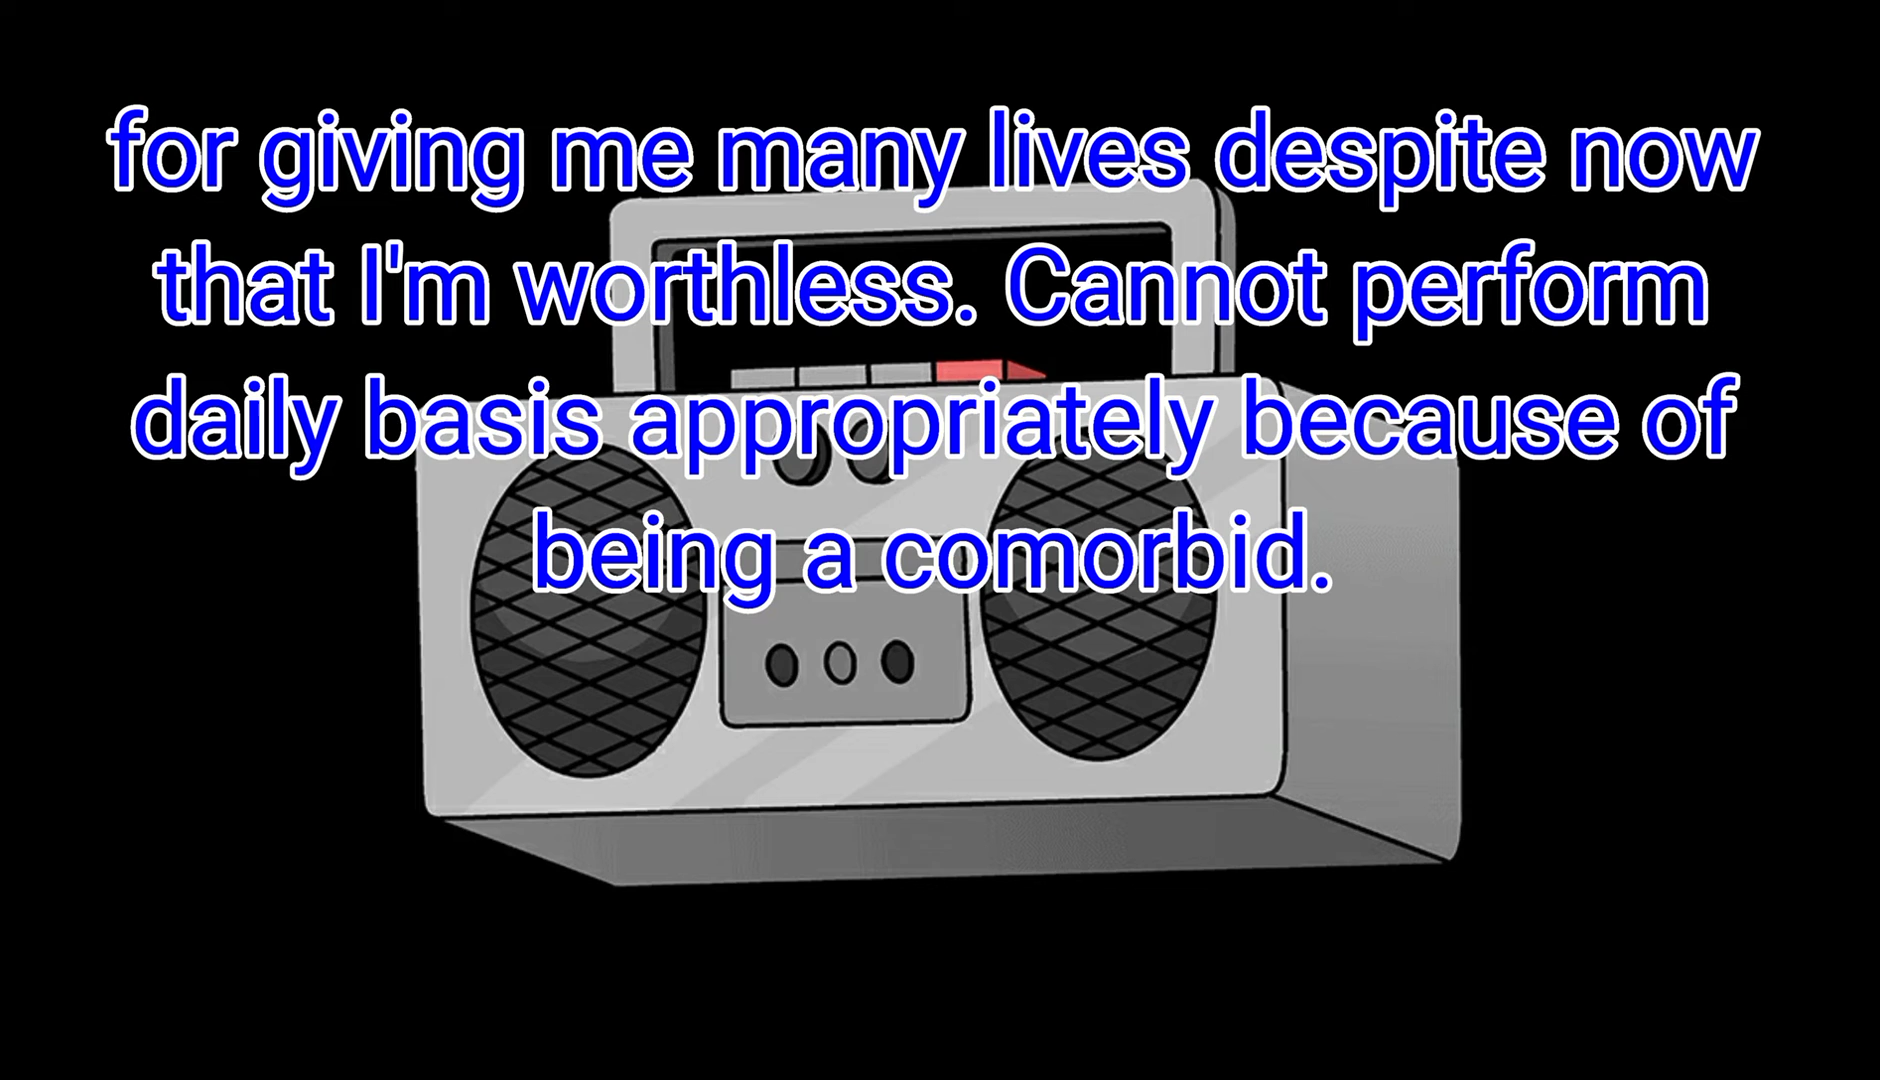 for giving me many lives despite now
that I'm worthless. Cannot perform
daily basis appropriately because of
being a comorbid.